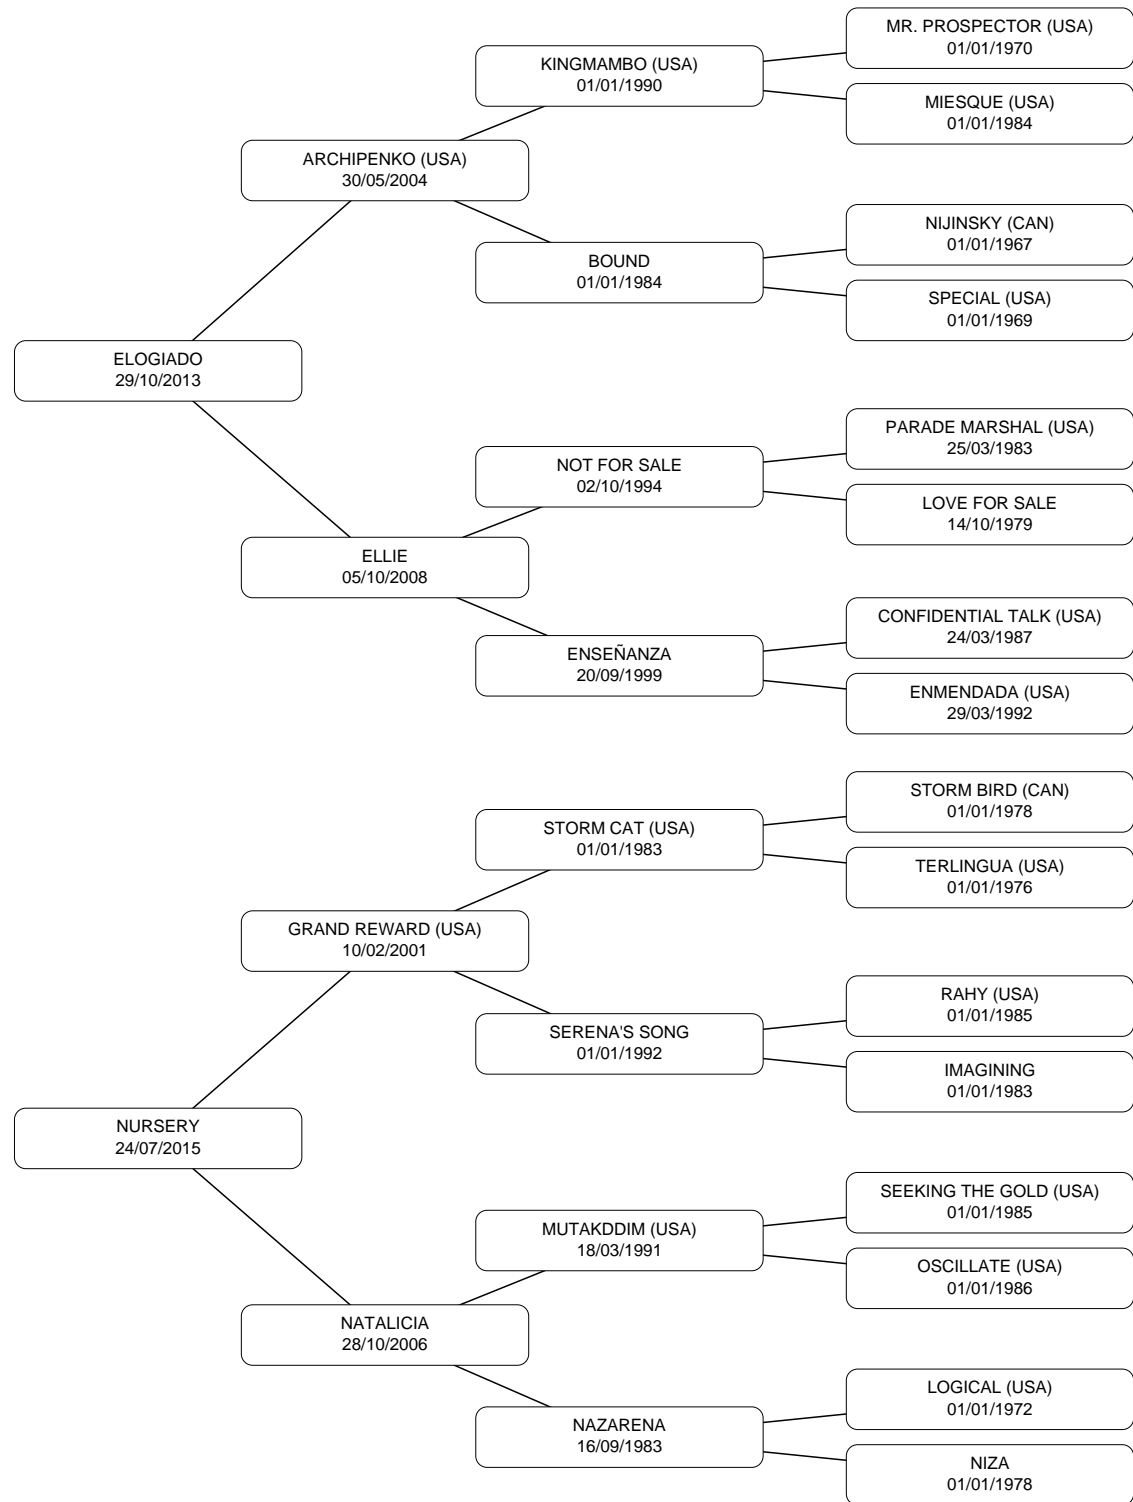 MR. PROSPECTOR (USA)
01/01/1970
KINGMAMBO (USA)
01/01/1990
MIESQUE (USA)
01/01/1984
ARCHIPENKO (USA)
30/05/2004
NIJINSKY (CAN)
01/01/1967
BOUND
01/01/1984
SPECIAL (USA)
01/01/1969
ELOGIADO
29/10/2013
PARADE MARSHAL (USA)
25/03/1983
NOT FOR SALE
02/10/1994
LOVE FOR SALE
14/10/1979
ELLIE
05/10/2008
CONFIDENTIAL TALK (USA)
24/03/1987
ENSEÑANZA
20/09/1999
ENMENDADA (USA)
29/03/1992
STORM BIRD (CAN)
01/01/1978
STORM CAT (USA)
01/01/1983
TERLINGUA (USA)
01/01/1976
GRAND REWARD (USA)
10/02/2001
RAHY (USA)
01/01/1985
SERENA'S SONG
01/01/1992
IMAGINING
01/01/1983
NURSERY
24/07/2015
SEEKING THE GOLD (USA)
01/01/1985
MUTAKDDIM (USA)
18/03/1991
OSCILLATE (USA)
01/01/1986
NATALICIA
28/10/2006
LOGICAL (USA)
01/01/1972
NAZARENA
16/09/1983
NIZA
01/01/1978